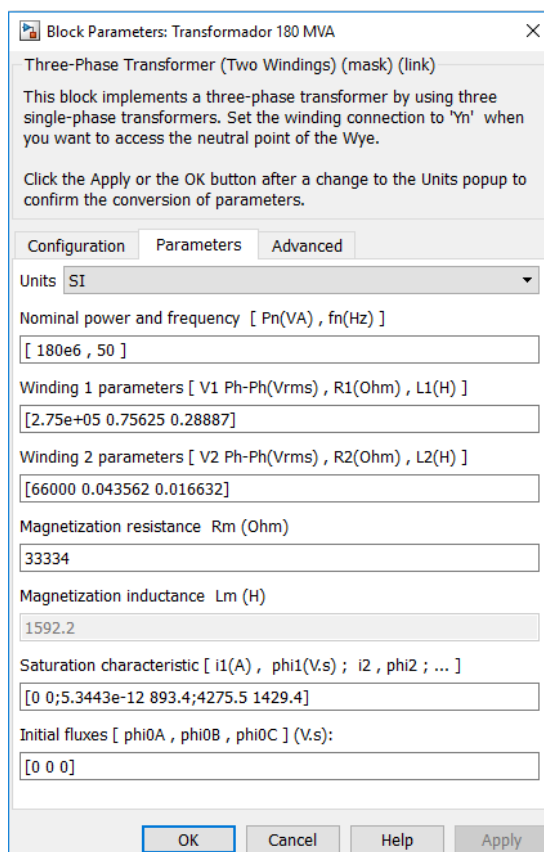 Block Parameters: Transformador 180 MVA
Three-Phase Transformer (Two Windings) (mask) (link)
This block implements a three-phase transformer by using three
single-phase transformers. Set the winding connection to 'Yn' when
you want to access the neutral point of the Wye.
Click the Apply or the OK button after a change to the Units popup to
confirm the conversion of parameters.
Configuration Parameters Advanced
Units SI
Nominal power and frequency [ Pn(VA) , fn(Hz) ]
[ 180e6 , 50 ]
Winding 1 parameters [ V1 Ph-Ph(Vrms) , R1(Ohm) , L1(H) ]
[2.75e+05 0.75625 0.28887]
Winding 2 parameters [ V2 Ph-Ph(Vrms) , R2(Ohm) , L2(H) ]
[66000 0.043562 0.016632]
Magnetization resistance Rm (Ohm)
33334
Magnetization inductance Lm (H)
1592.2
Saturation characteristic [ i1(A) , phi1(V.s) ; i2 , phi2 ; ... ]
[0 0;5.3443e-12 893.4;4275.5 1429.4]
Initial fluxes [ phi0A , phi0B , phi0C ] (V.s):
[0 0 0]
OK Cancel Help Apply